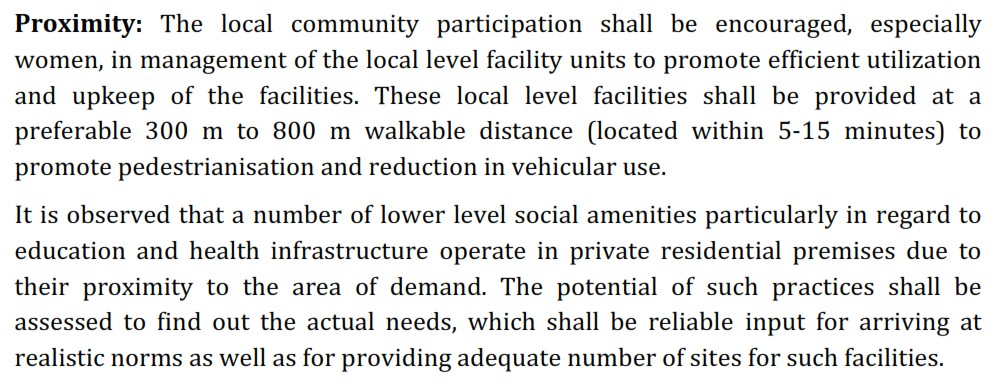 Proximity: The local community participation shall be encouraged, especially
women, in management of the local level facility units to promote efficient utilization
and upkeep of the facilities. These local level facilities shall be provided at a
preferable 300 m to 800 m walkable distance (located within 5-15 minutes) to
promote pedestrianisation and reduction in vehicular use.
It is observed that a number of lower level social amenities particularly in regard to
education and health infrastructure operate in private residential premises due to
their proximity to the area of demand. The potential of such practices shall be
assessed to find out the actual needs, which shall be reliable input for arriving at
realistic norms as well as for providing adequate number of sites for such facilities.